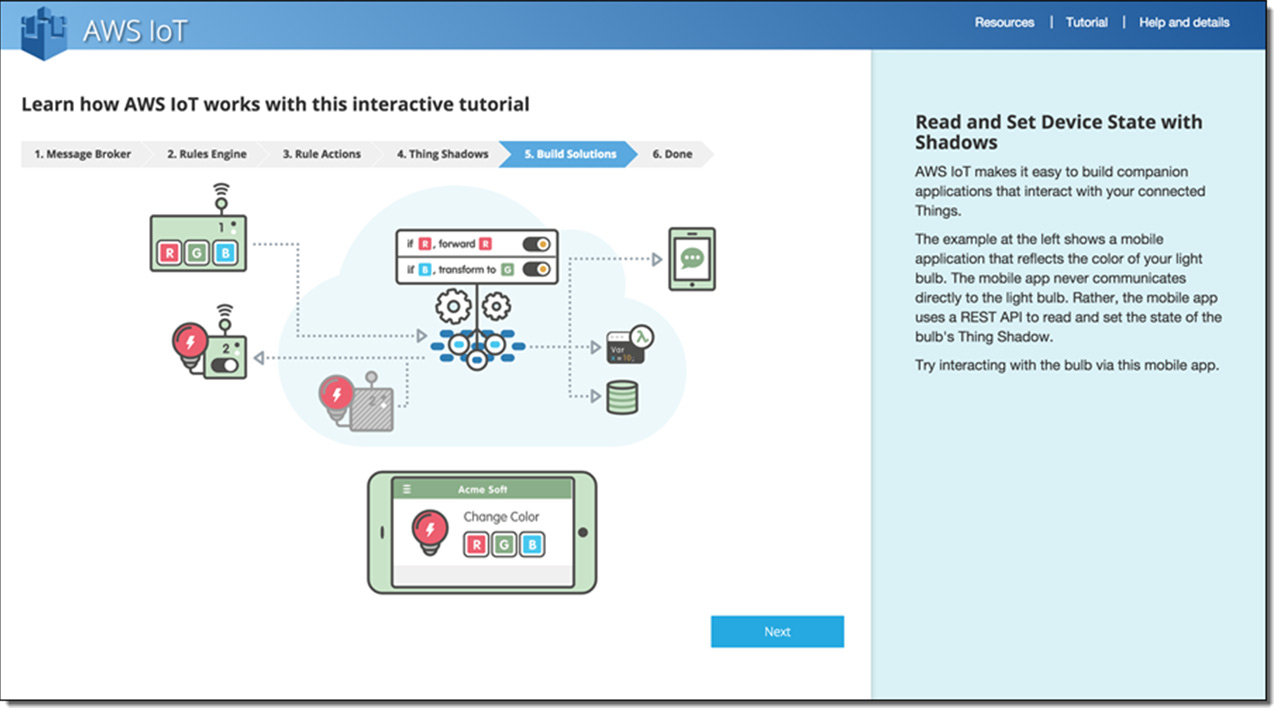 AWS IoT
Resources | Tutorial | Help and details
Learn how AWS IoT works with this interactive tutorial
1. Message Broker
2. Rules Engine
3. Rule Actions
4. Thing Shadows
5. Build Solutions
6. Done
1
R G B
if R, forward R
if B, transform to G
2
2
λ
Var
x=10;
Acme Soft
Change Color
R G B
Next
Read and Set Device State with
Shadows
AWS IoT makes it easy to build companion
applications that interact with your connected
Things.
The example at the left shows a mobile
application that reflects the color of your light
bulb. The mobile app never communicates
directly to the light bulb. Rather, the mobile app
uses a REST API to read and set the state of the
bulb's Thing Shadow.
Try interacting with the bulb via this mobile app.